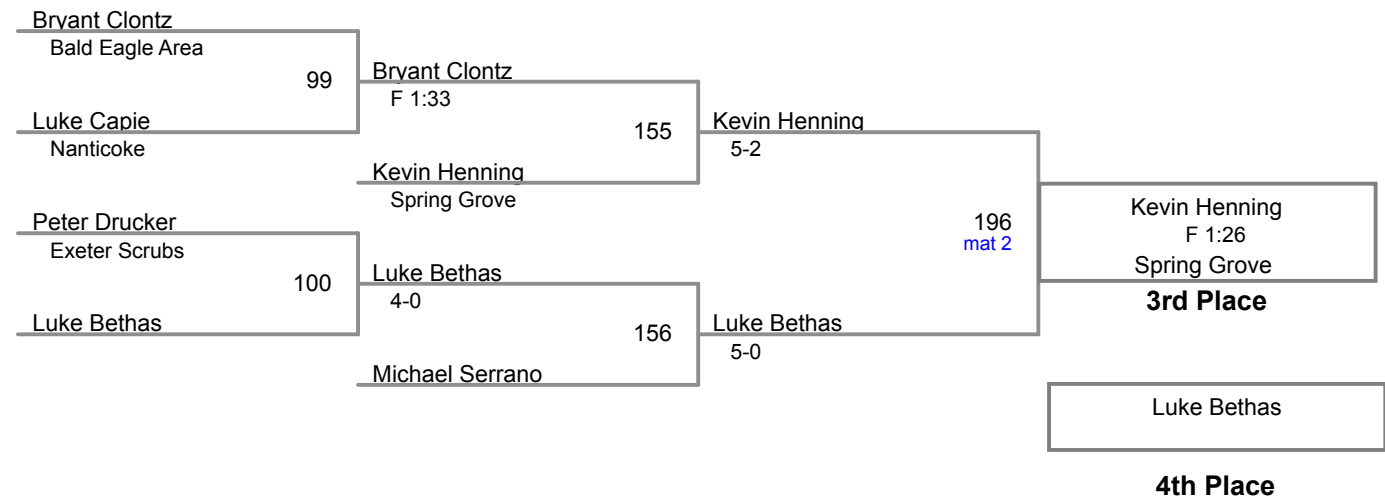 Bryant Clontz
Bald Eagle Area
99
Bryant Clontz
F 1:33
Luke Capie
Nanticoke
155
Kevin Henning
5-2
Kevin Henning
Spring Grove
Peter Drucker
Exeter Scrubs
196
mat 2
Kevin Henning
F 1:26
Spring Grove
3rd Place
100
Luke Bethas
4-0
Luke Bethas
156
Luke Bethas
5-0
Michael Serrano
Luke Bethas
4th Place